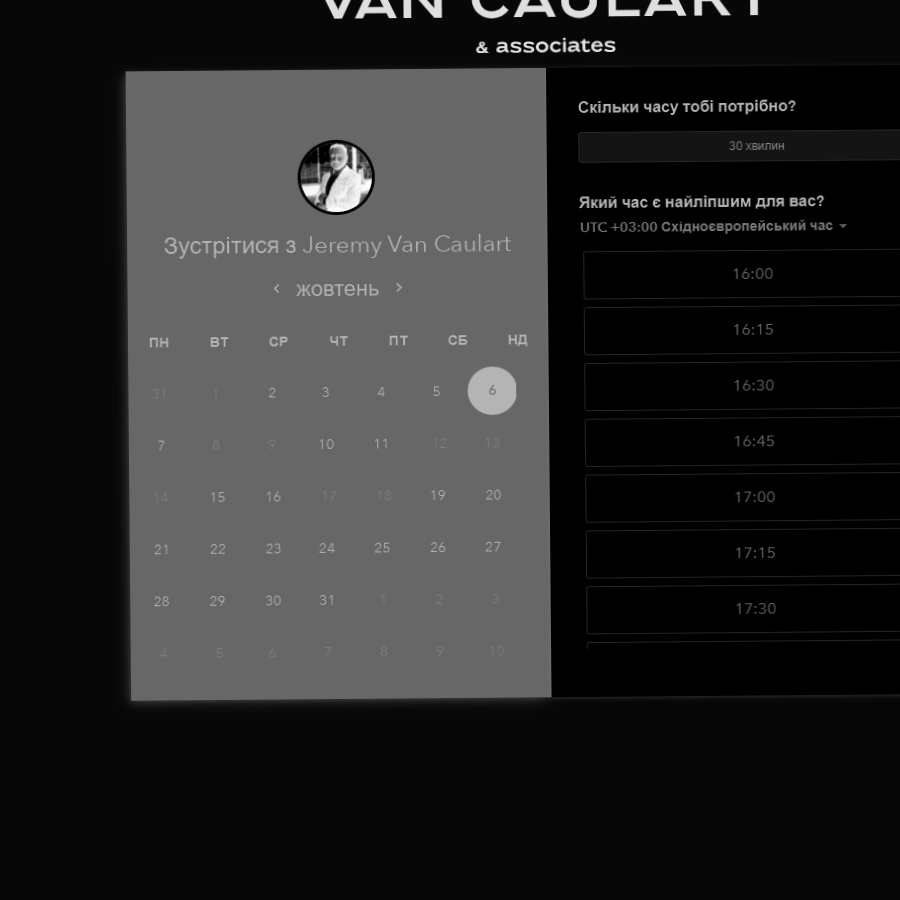 VAN CAULART
& associates
Зустрітися з Jeremy Van Caulart
жовтень
ПН ВТ СР ЧТ ПТ СБ НД
31 1 2 3 4 5 6
7 8 9 10 11 12 13
14 15 16 17 18 19 20
21 22 23 24 25 26 27
28 29 30 31 1 2 3
4 5 6 7 8 9 10
Скільки часу тобі потрібно?
30 хвилин
Який час є найліпшим для вас?
UTC +03:00 Східноєвропейський час
16:00
16:15
16:30
16:45
17:00
17:15
17:30